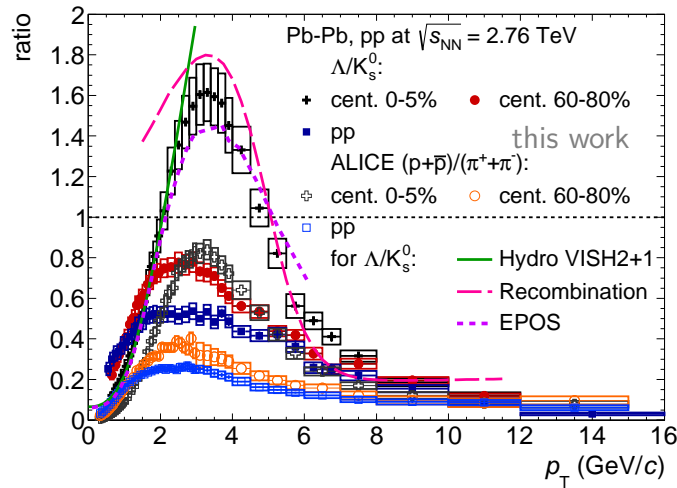 ratio
2
1.8
1.6
1.4
1.2
1
0.8
0.6
0.4
0.2
0
Pb-Pb, pp at √s_NN = 2.76 TeV
Λ/K⁰ₛ:
cent. 0-5% cent. 60-80%
pp this work
ALICE (p+p̅)/(π⁺+π⁻):
cent. 0-5% cent. 60-80%
pp
for Λ/K⁰ₛ: Hydro VISH2+1
Recombination
EPOS
0 2 4 6 8 10 12 14 16
p_T (GeV/c)